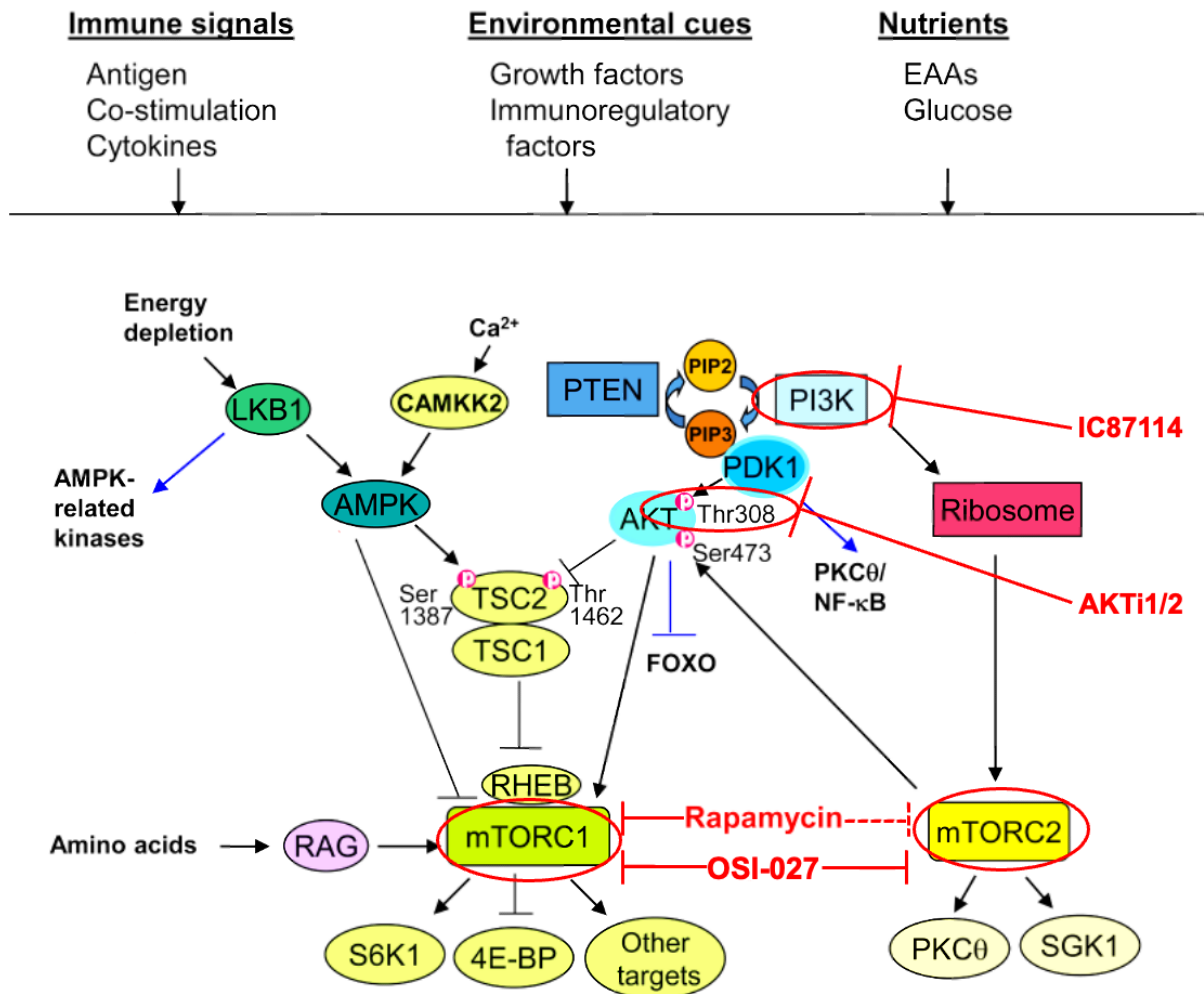 Immune signals
Environmental cues
Nutrients
Antigen
Co-stimulation
Cytokines
Growth factors
Immunoregulatory
factors
EAAs
Glucose
Energy
depletion
Ca²⁺
LKB1
CAMKK2
PTEN
PIP2
PIP3
PI3K
IC87114
PDK1
AMPK-
related
kinases
AMPK
AKT
P
Thr308
P
Ser473
Ribosome
PKCθ/
NF-κB
AKTi1/2
Ser
1387
P
TSC2
P
Thr
1462
TSC1
FOXO
RHEB
Amino acids
RAG
mTORC1
Rapamycin
OSI-027
mTORC2
S6K1
4E-BP
Other
targets
PKCθ
SGK1